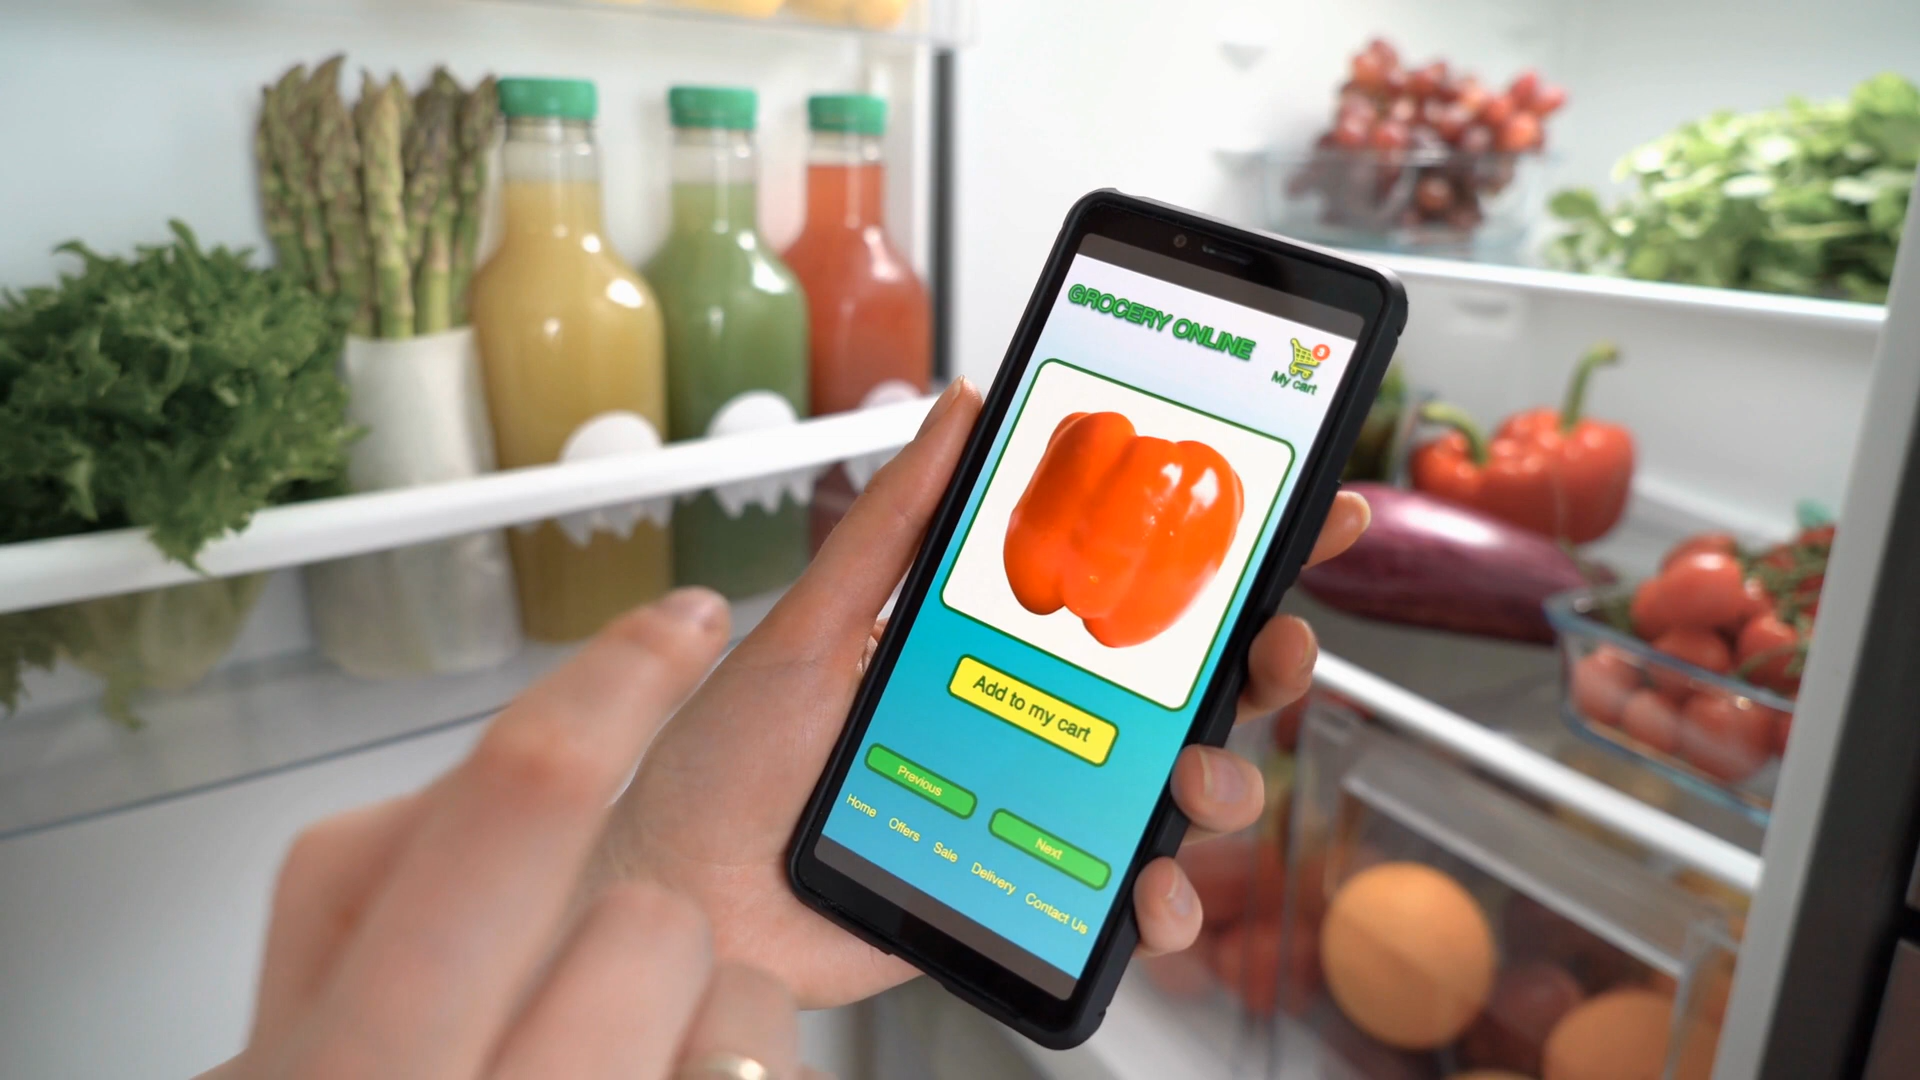 GROCERY ONLINE
My cart
Add to my cart
Previous
Next
Home Offers Sale Delivery Contact Us